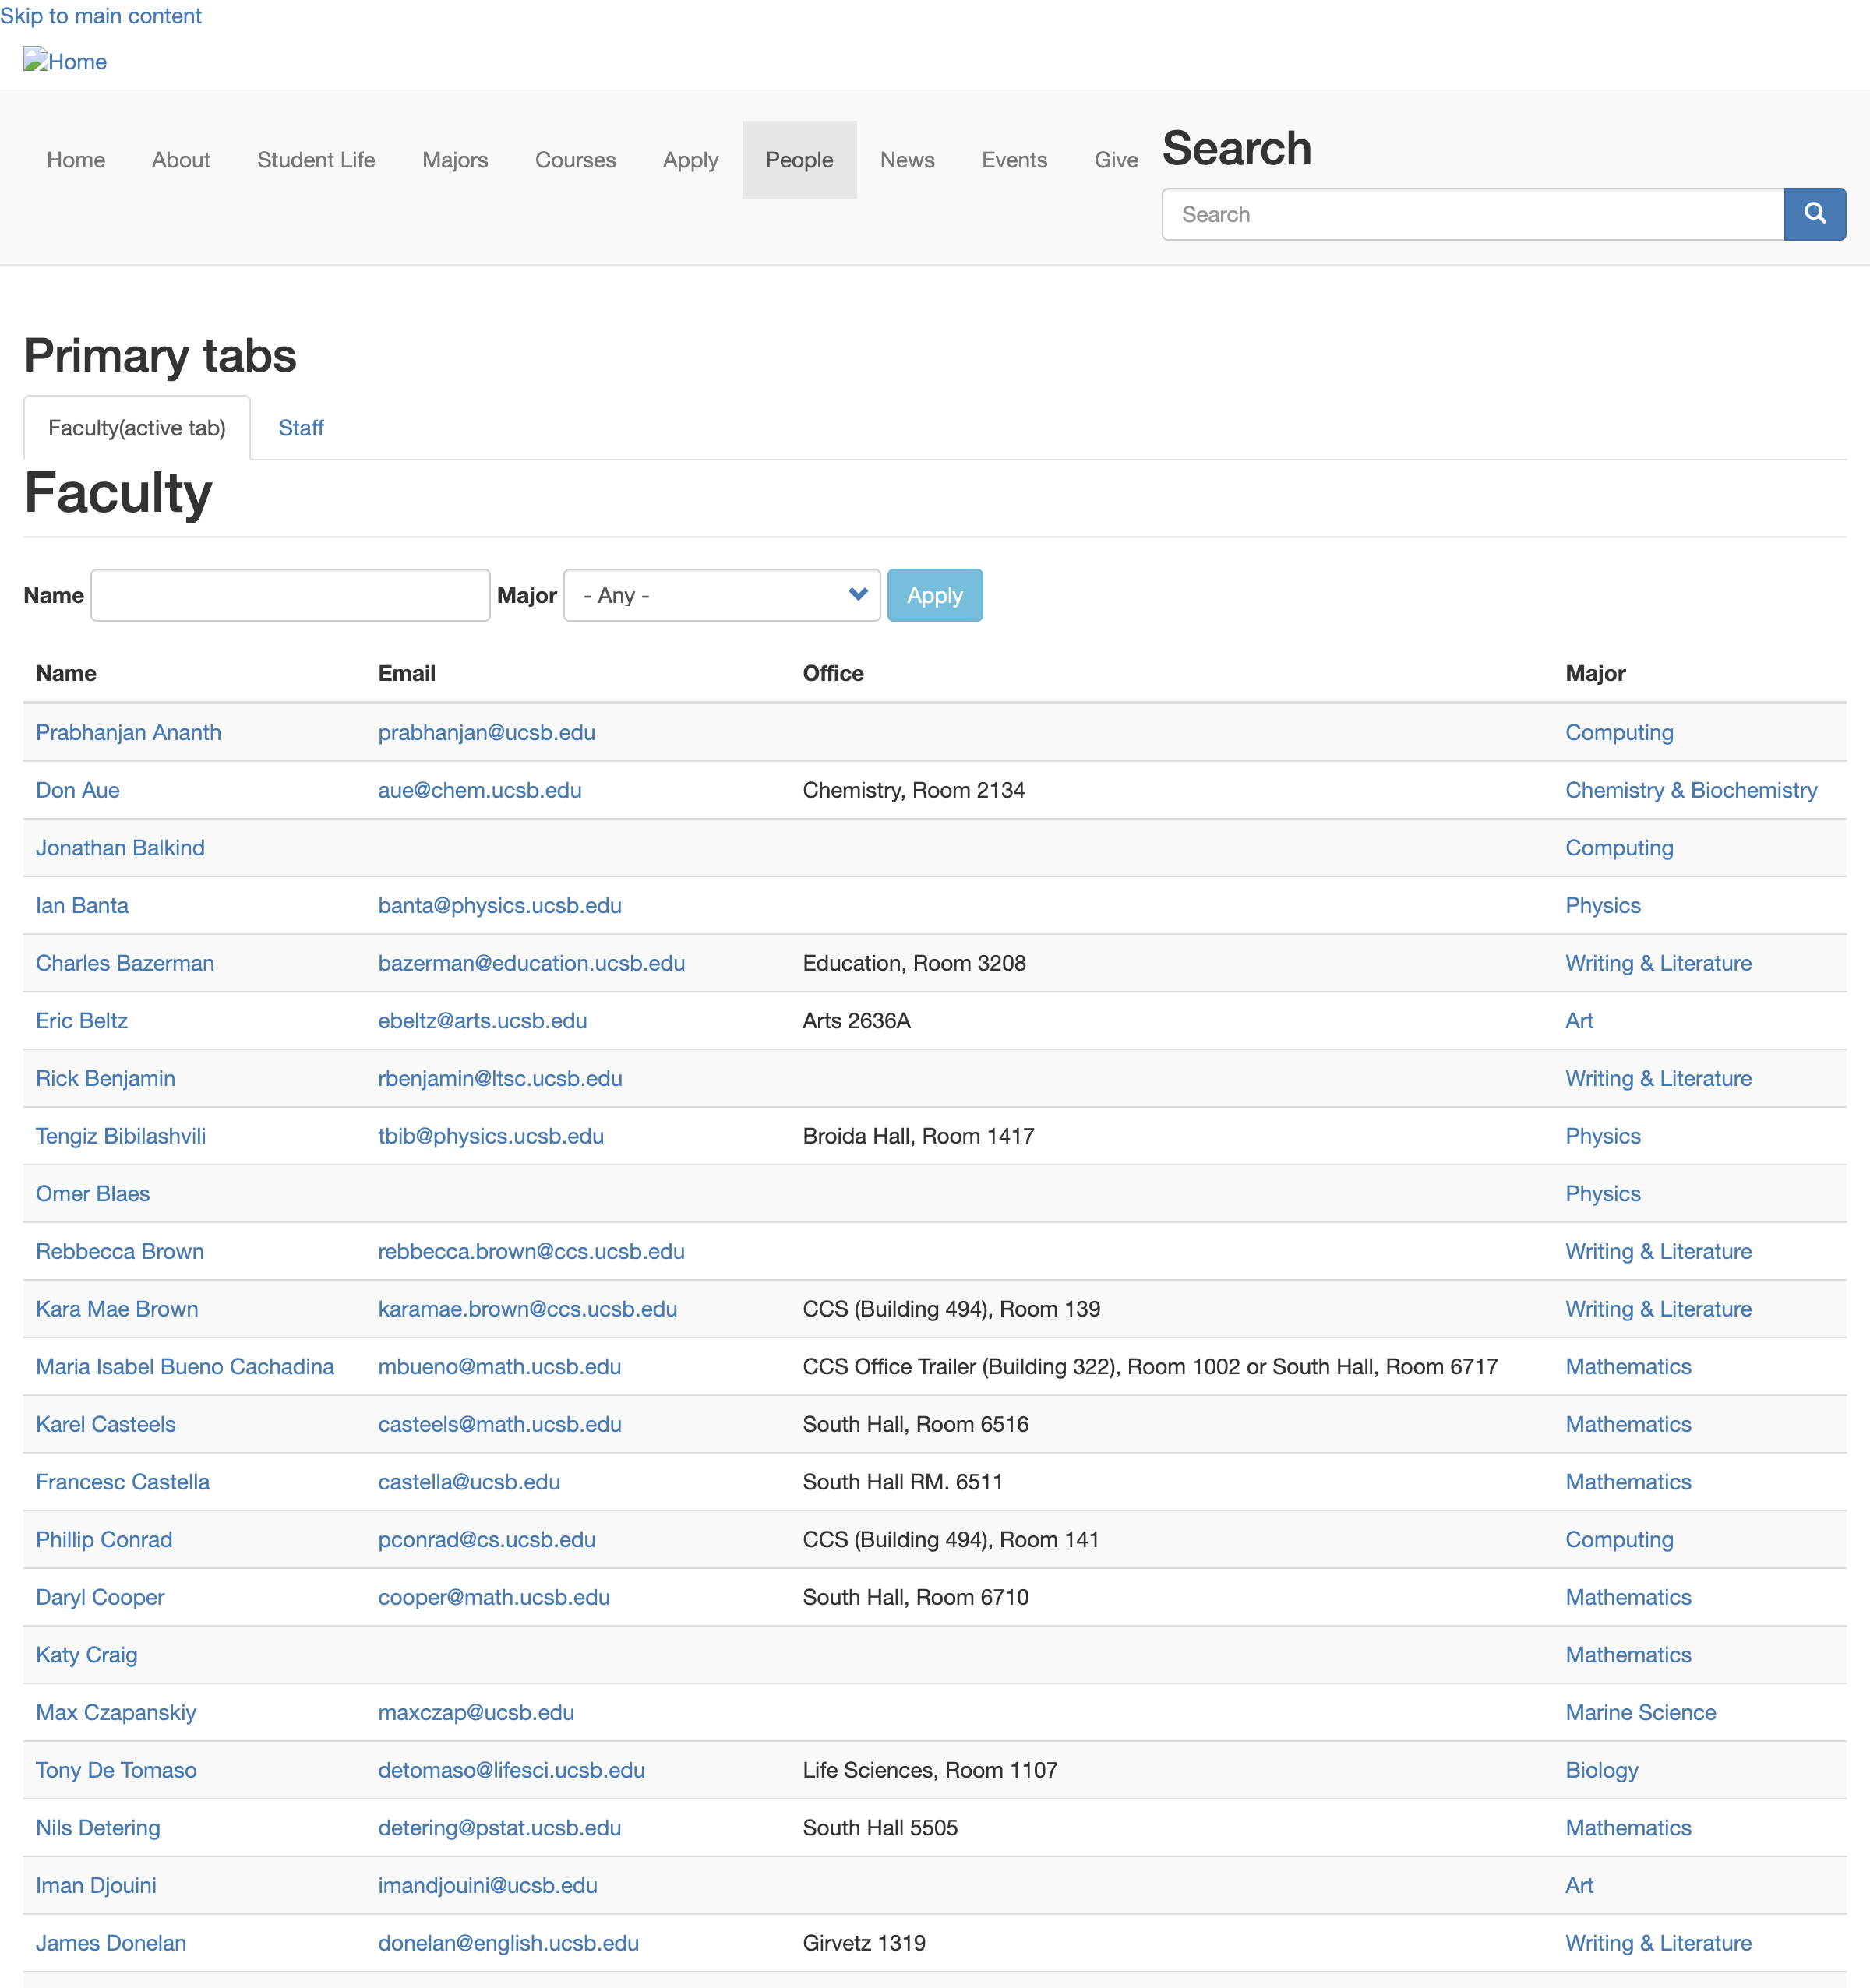 Skip to main content
Home
Home About Student Life Majors Courses Apply People News Events Give
Search
Search
Primary tabs
Faculty(active tab) Staff
Faculty
Name Major - Any - Apply
Name Email Office Major
Prabhanjan Ananth prabhanjan@ucsb.edu Computing
Don Aue aue@chem.ucsb.edu Chemistry, Room 2134 Chemistry & Biochemistry
Jonathan Balkind Computing
Ian Banta banta@physics.ucsb.edu Physics
Charles Bazerman bazerman@education.ucsb.edu Education, Room 3208 Writing & Literature
Eric Beltz ebeltz@arts.ucsb.edu Arts 2636A Art
Rick Benjamin rbenjamin@ltsc.ucsb.edu Writing & Literature
Tengiz Bibilashvili tbib@physics.ucsb.edu Broida Hall, Room 1417 Physics
Omer Blaes Physics
Rebbecca Brown rebbecca.brown@ccs.ucsb.edu Writing & Literature
Kara Mae Brown karamae.brown@ccs.ucsb.edu CCS (Building 494), Room 139 Writing & Literature
Maria Isabel Bueno Cachadina mbueno@math.ucsb.edu CCS Office Trailer (Building 322), Room 1002 or South Hall, Room 6717 Mathematics
Karel Casteels casteels@math.ucsb.edu South Hall, Room 6516 Mathematics
Francesc Castella castella@ucsb.edu South Hall RM. 6511 Mathematics
Phillip Conrad pconrad@cs.ucsb.edu CCS (Building 494), Room 141 Computing
Daryl Cooper cooper@math.ucsb.edu South Hall, Room 6710 Mathematics
Katy Craig Mathematics
Max Czapanskiy maxczap@ucsb.edu Marine Science
Tony De Tomaso detomaso@lifesci.ucsb.edu Life Sciences, Room 1107 Biology
Nils Detering detering@pstat.ucsb.edu South Hall 5505 Mathematics
Iman Djouini imandjouini@ucsb.edu Art
James Donelan donelan@english.ucsb.edu Girvetz 1319 Writing & Literature